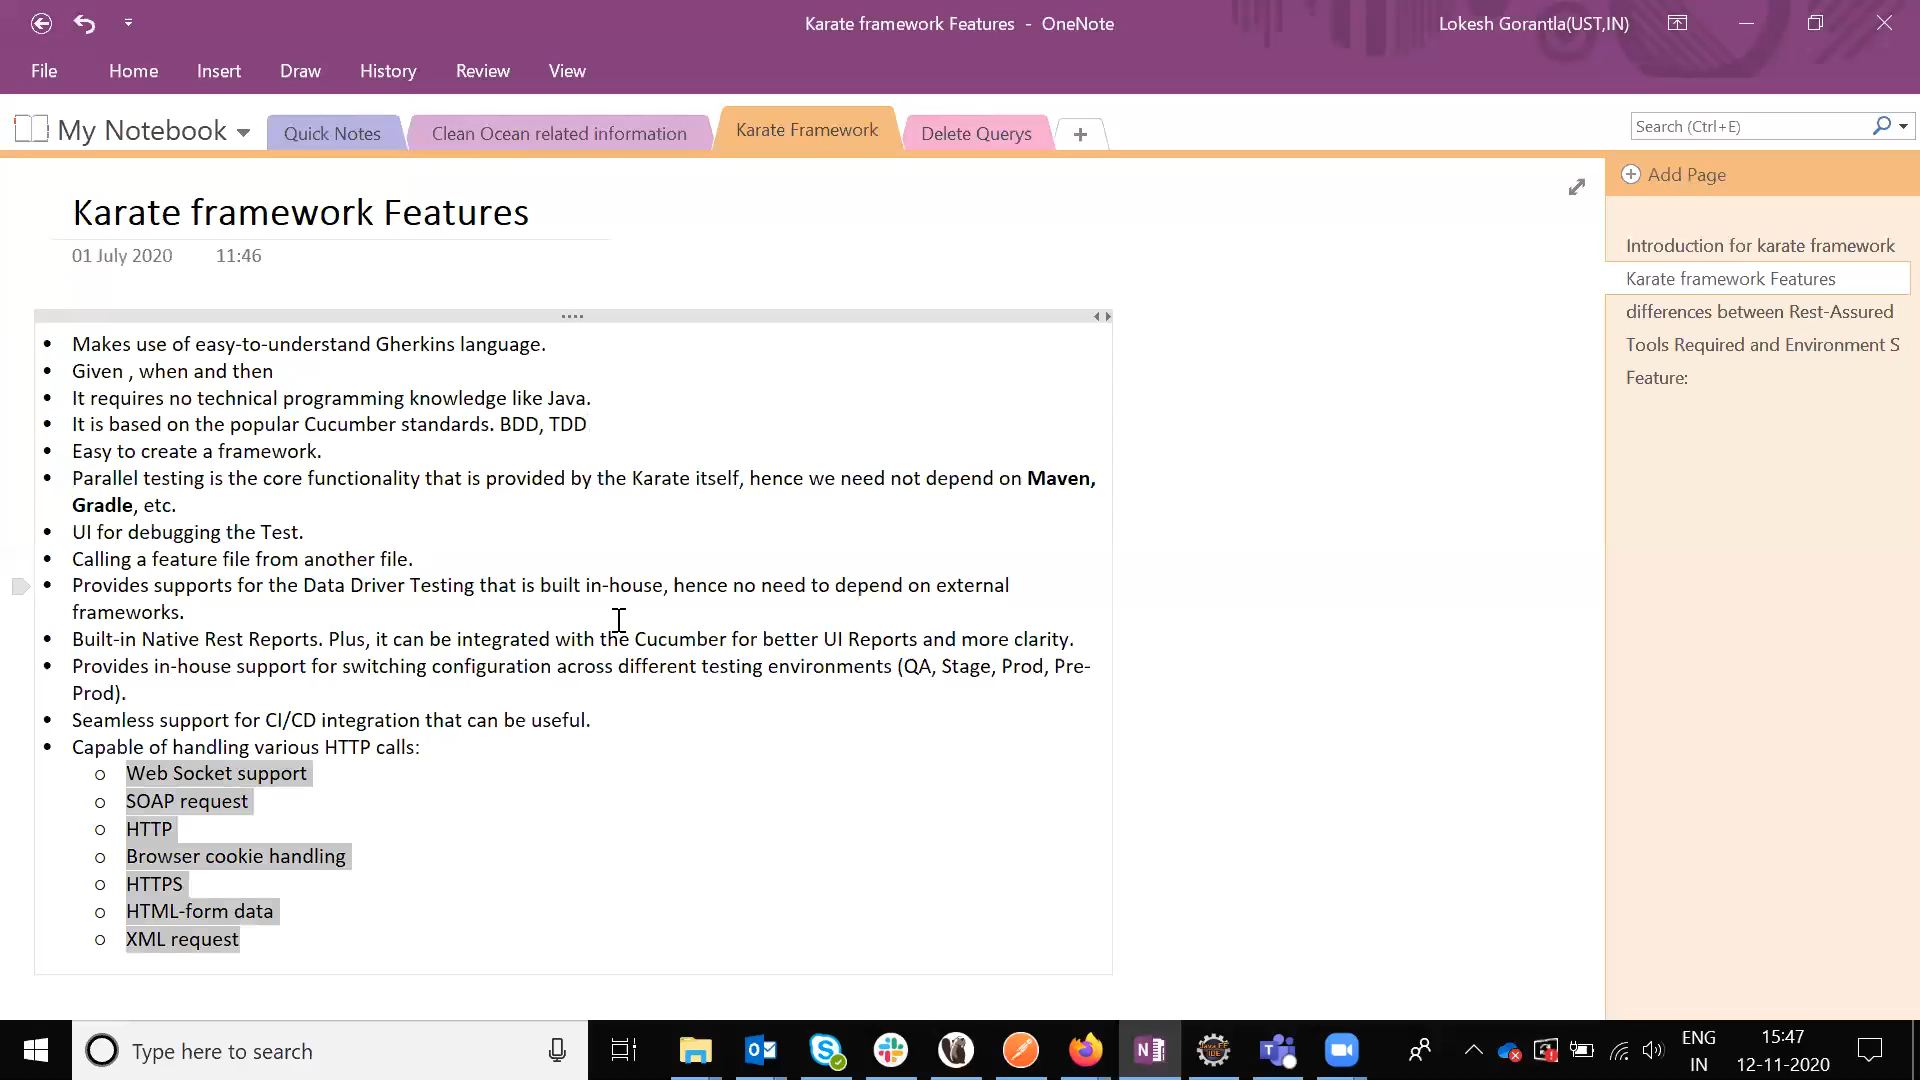 Karate framework Features - OneNote
Lokesh Gorantla(UST,IN)
File Home Insert Draw History Review View
My Notebook
Quick Notes
Clean Ocean related information
Karate Framework
Delete Querys
Search (Ctrl+E)
Add Page
Introduction for karate framework
Karate framework Features
differences between Rest-Assured
Tools Required and Environment S
Feature:
Karate framework Features
01 July 2020 11:46
• Makes use of easy-to-understand Gherkins language.
• Given , when and then
• It requires no technical programming knowledge like Java.
• It is based on the popular Cucumber standards. BDD, TDD
• Easy to create a framework.
• Parallel testing is the core functionality that is provided by the Karate itself, hence we need not depend on Maven,
Gradle, etc.
• UI for debugging the Test.
• Calling a feature file from another file.
• Provides supports for the Data Driver Testing that is built in-house, hence no need to depend on external
frameworks.
• Built-in Native Rest Reports. Plus, it can be integrated with the Cucumber for better UI Reports and more clarity.
• Provides in-house support for switching configuration across different testing environments (QA, Stage, Prod, Pre-
Prod).
• Seamless support for CI/CD integration that can be useful.
• Capable of handling various HTTP calls:
o Web Socket support
o SOAP request
o HTTP
o Browser cookie handling
o HTTPS
o HTML-form data
o XML request
Type here to search
ENG
IN
15:47
12-11-2020